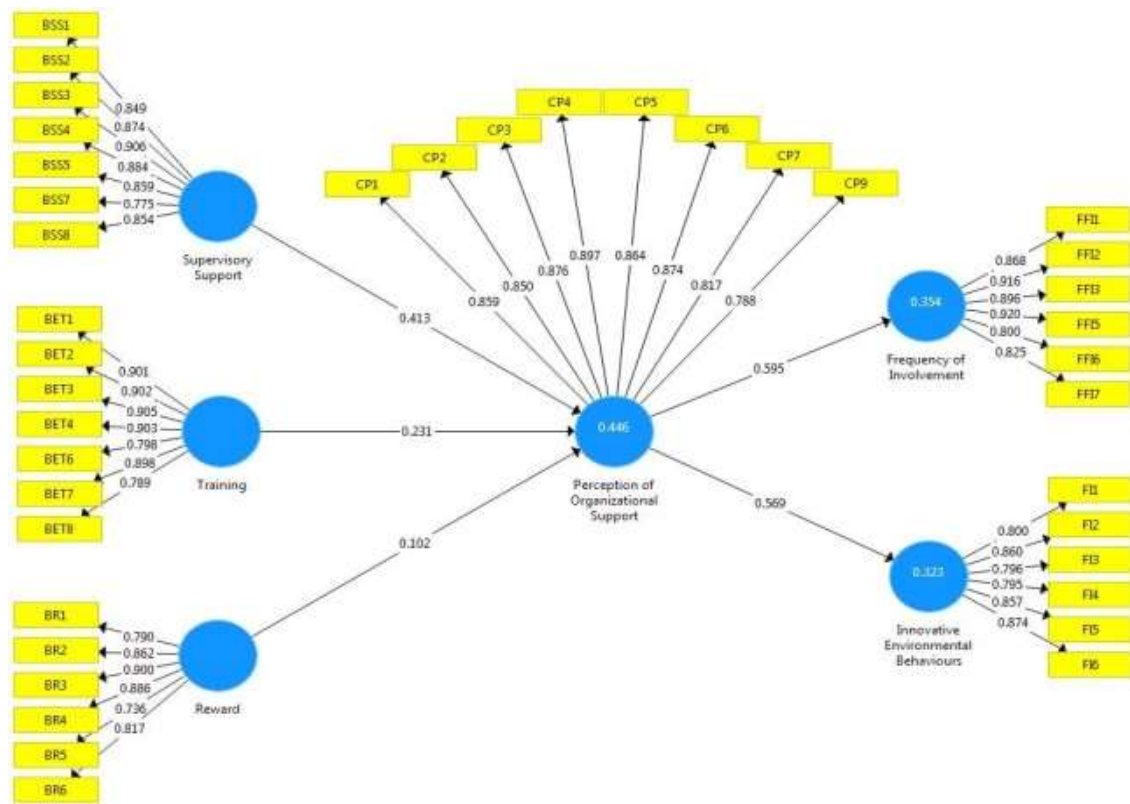 BSS1
BSS2
BSS3
BSS4
BSS5
BSS7
BSS8
0.849
0.874
0.906
0.884
0.859
0.775
0.854
Supervisory
Support
BET1
BET2
BET3
BET4
BET6
BET7
BET8
0.901
0.902
0.905
0.903
0.798
0.898
0.789
Training
BR1
BR2
BR3
BR4
BR5
BR6
0.790
0.862
0.900
0.886
0.736
0.817
Reward
0.413
0.231
0.102
CP1
CP2
CP3
CP4
CP5
CP6
CP7
CP9
0.859
0.850
0.876
0.897
0.864
0.874
0.817
0.788
0.446
Perception of
Organizational
Support
0.595
0.569
0.354
Frequency of
Involvement
0.868
0.916
0.896
0.920
0.800
0.825
FFI1
FFI2
FFI3
FFI5
FFI6
FFI7
0.323
Innovative
Environmental
Behaviours
0.800
0.860
0.796
0.795
0.857
0.874
FI1
FI2
FI3
FI4
FI5
FI6